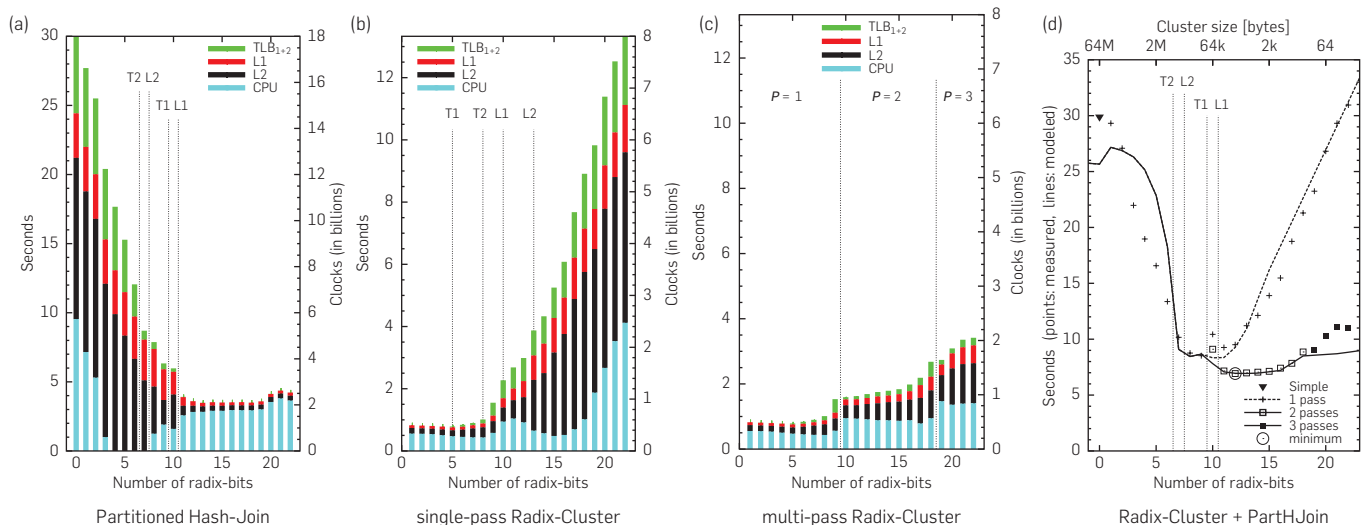 (a)
30
25
20
15
10
5
0
Seconds
18
16
14
12
10
8
6
4
2
0
Clocks (in billions)
TLB1+2
L1
L2
CPU
T2 L2
T1 L1
0 5 10 15 20
Number of radix-bits
Partitioned Hash-Join
(b)
12
10
8
6
4
2
0
Seconds
8
7
6
5
4
3
2
1
0
Clocks (in billions)
TLB1+2
L1
L2
CPU
T1 T2 L1 L2
0 5 10 15 20
Number of radix-bits
single-pass Radix-Cluster
(c)
12
10
8
6
4
2
0
Seconds
8
7
6
5
4
3
2
1
0
Clocks (in billions)
TLB1+2
L1
L2
CPU
P = 1 P = 2 P = 3
0 5 10 15 20
Number of radix-bits
multi-pass Radix-Cluster
(d)
Cluster size [bytes]
64M 2M 64k 2k 64
35
30
25
20
15
10
5
0
Seconds (points: measured, lines: modeled)
T2 L2
T1 L1
Simple
1 pass
2 passes
3 passes
minimum
0 5 10 15 20
Number of radix-bits
Radix-Cluster + PartHJoin